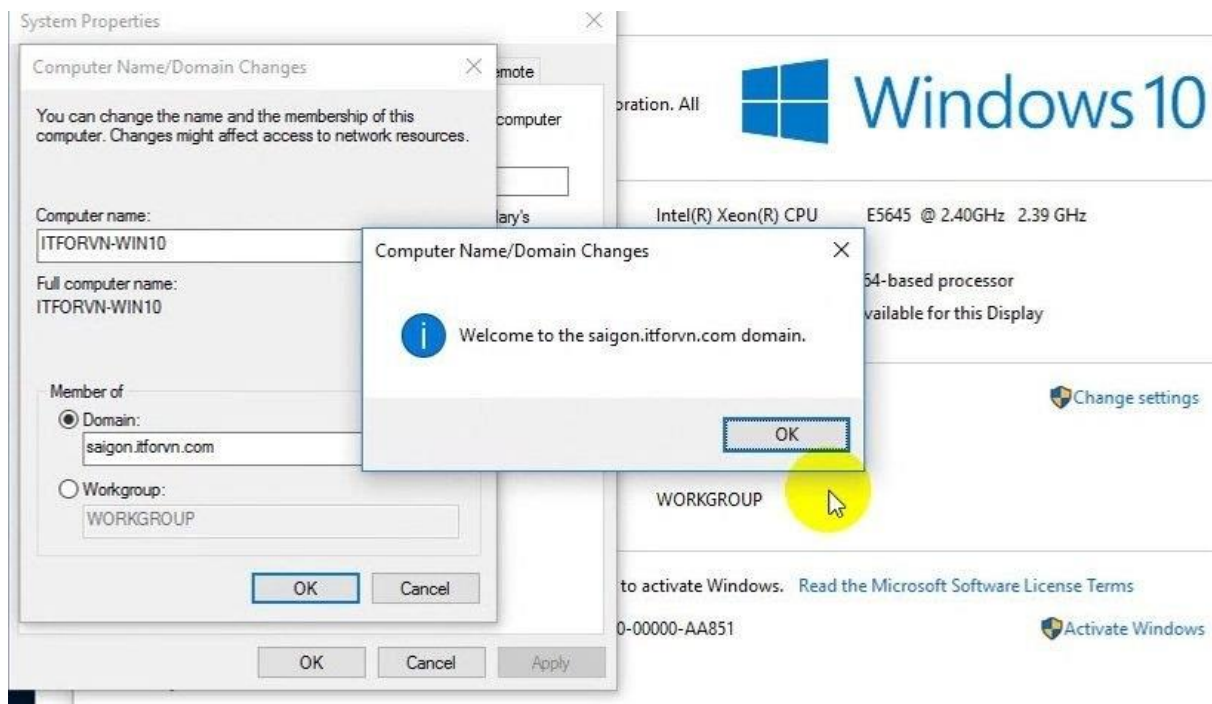 System Properties
Computer Name/Domain Changes
emote
You can change the name and the membership of this
computer. Changes might affect access to network resources.
computer
oration. All
Windows 10
Computer name:
ITFORVN-WIN10
lary's
Intel(R) Xeon(R) CPU E5645 @ 2.40GHz 2.39 GHz
Full computer name:
ITFORVN-WIN10
Computer Name/Domain Changes
Welcome to the saigon.itforvn.com domain.
OK
64-based processor
vailable for this Display
Member of
Domain:
saigon.itforvn.com
Workgroup:
WORKGROUP
OK Cancel
Change settings
WORKGROUP
to activate Windows. Read the Microsoft Software License Terms
0-00000-AA851
Activate Windows
OK Cancel Apply